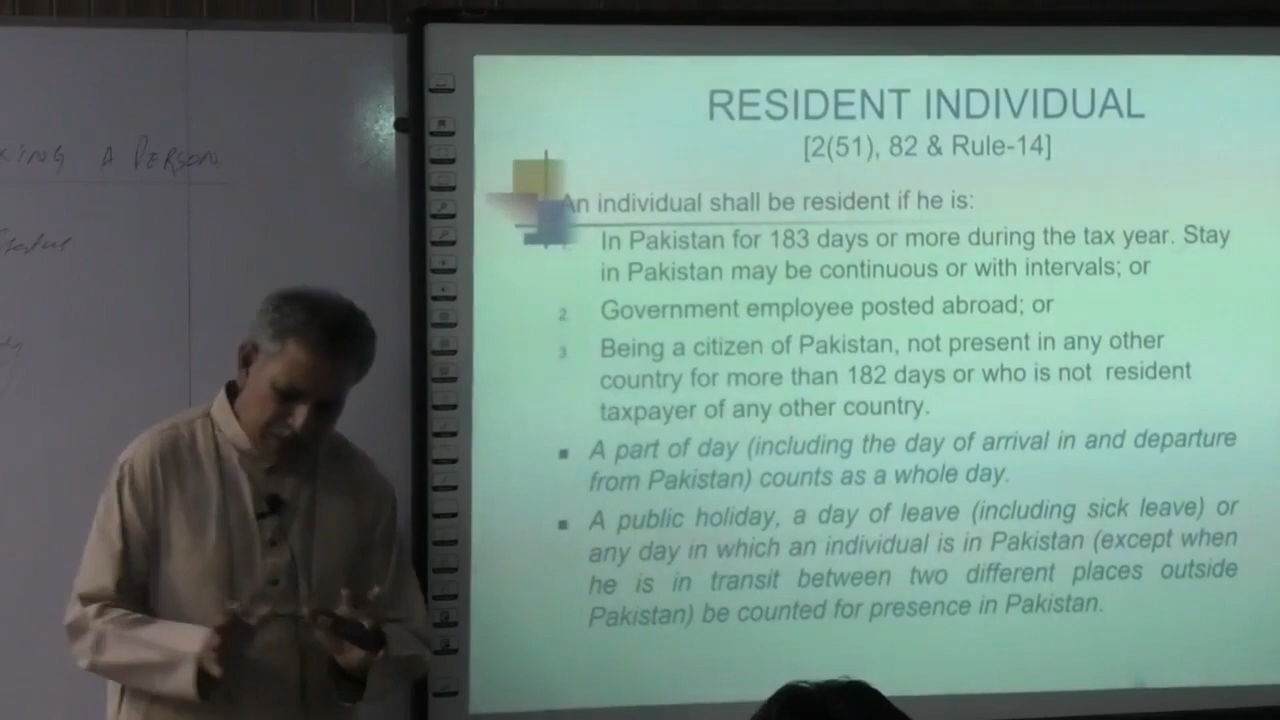 RESIDENT INDIVIDUAL
[2(51), 82 & Rule-14]
An individual shall be resident if he is:
In Pakistan for 183 days or more during the tax year. Stay
in Pakistan may be continuous or with intervals; or
2. Government employee posted abroad; or
3. Being a citizen of Pakistan, not present in any other
country for more than 182 days or who is not resident
taxpayer of any other country.
▪ A part of day (including the day of arrival in and departure
from Pakistan) counts as a whole day.
▪ A public holiday, a day of leave (including sick leave) or
any day in which an individual is in Pakistan (except when
he is in transit between two different places outside
Pakistan) be counted for presence in Pakistan.
A PERSON